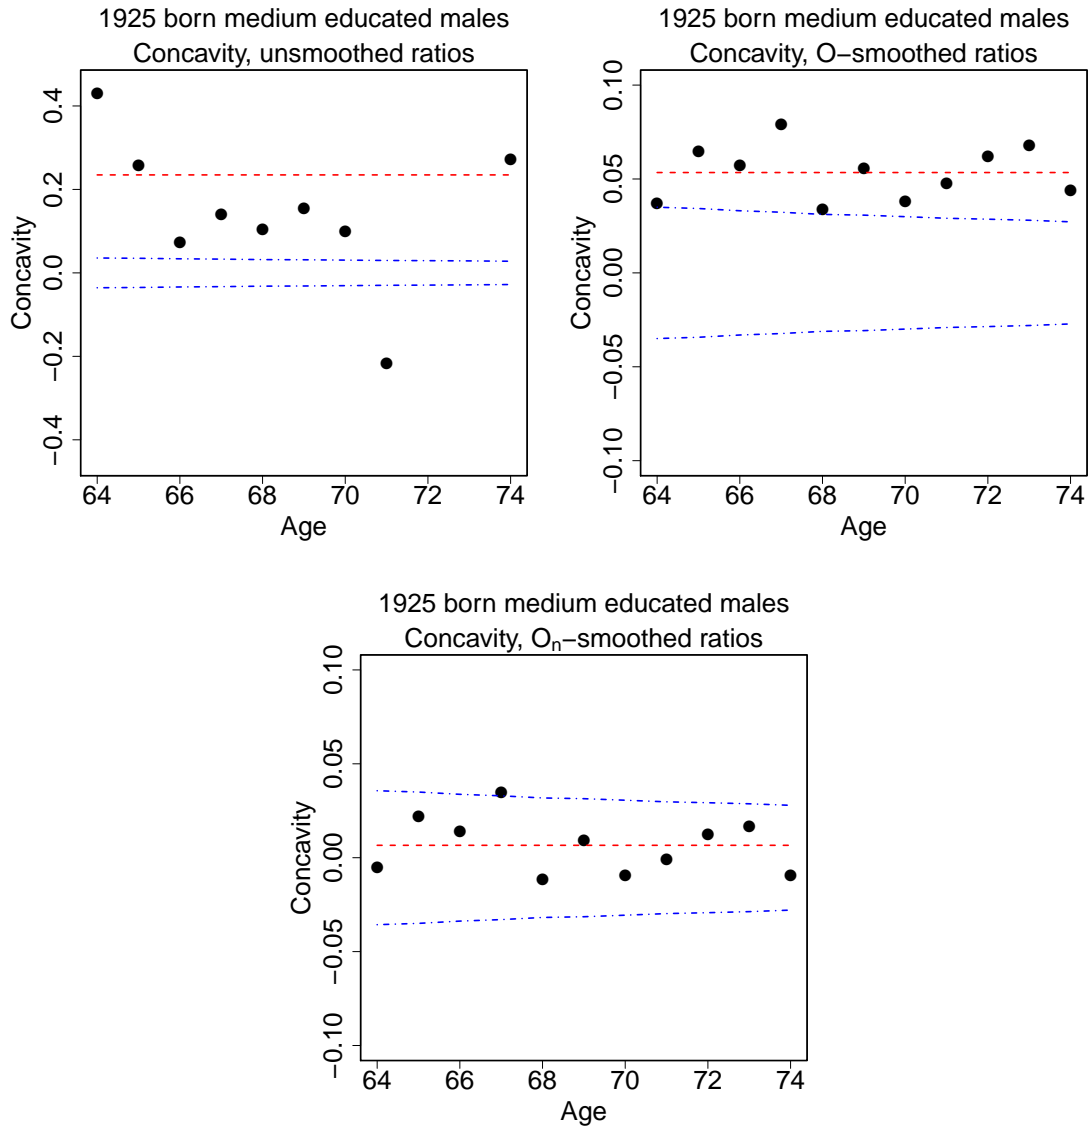 1925 born medium educated males
Concavity, unsmoothed ratios
0.4
0.2
0.0
−0.2
−0.4
Concavity
64 66 68 70 72 74
Age
1925 born medium educated males
Concavity, O−smoothed ratios
0.10
0.05
0.00
−0.05
−0.10
Concavity
64 66 68 70 72 74
Age
1925 born medium educated males
Concavity, Oₙ−smoothed ratios
0.10
0.05
0.00
−0.05
−0.10
Concavity
64 66 68 70 72 74
Age